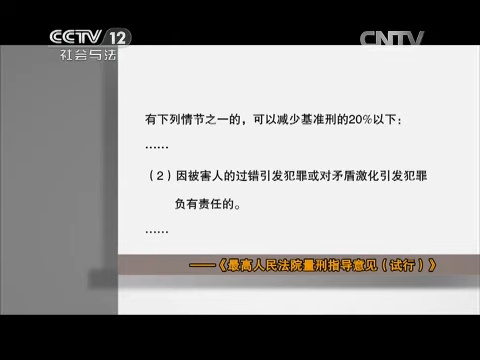 CCTV 12
社会与法
CNTV
有下列情节之一的，可以减少基准刑的20%以下：
……
（2）因被害人的过错引发犯罪或对矛盾激化引发犯罪
负有责任的。
……
——《最高人民法院量刑指导意见（试行）》